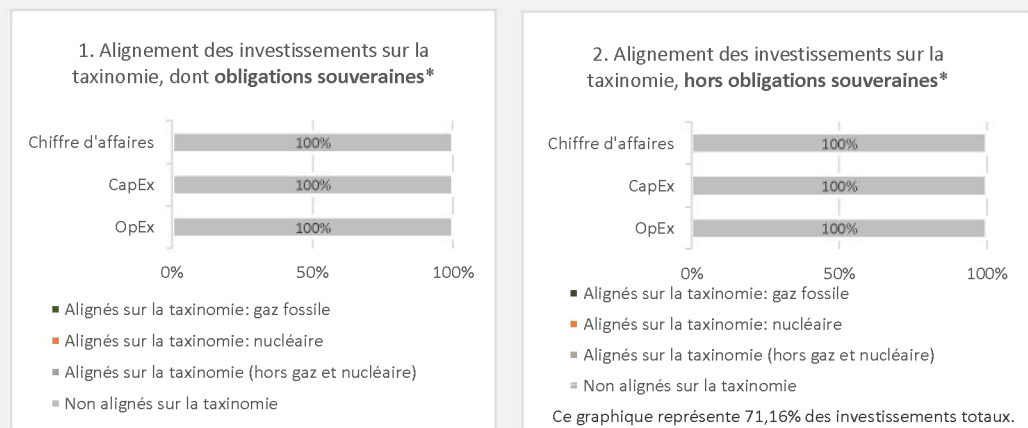 1. Alignement des investissements sur la
taxinomie, dont obligations souveraines*
Chiffre d'affaires
100%
CapEx
100%
OpEx
100%
0%
50%
100%
Alignés sur la taxinomie: gaz fossile
Alignés sur la taxinomie: nucléaire
Alignés sur la taxinomie (hors gaz et nucléaire)
Non alignés sur la taxinomie
2. Alignement des investissements sur la
taxinomie, hors obligations souveraines*
Chiffre d'affaires
100%
CapEx
100%
OpEx
100%
0%
50%
100%
Alignés sur la taxinomie: gaz fossile
Alignés sur la taxinomie: nucléaire
Alignés sur la taxinomie (hors gaz et nucléaire)
Non alignés sur la taxinomie
Ce graphique représente 71,16% des investissements totaux.